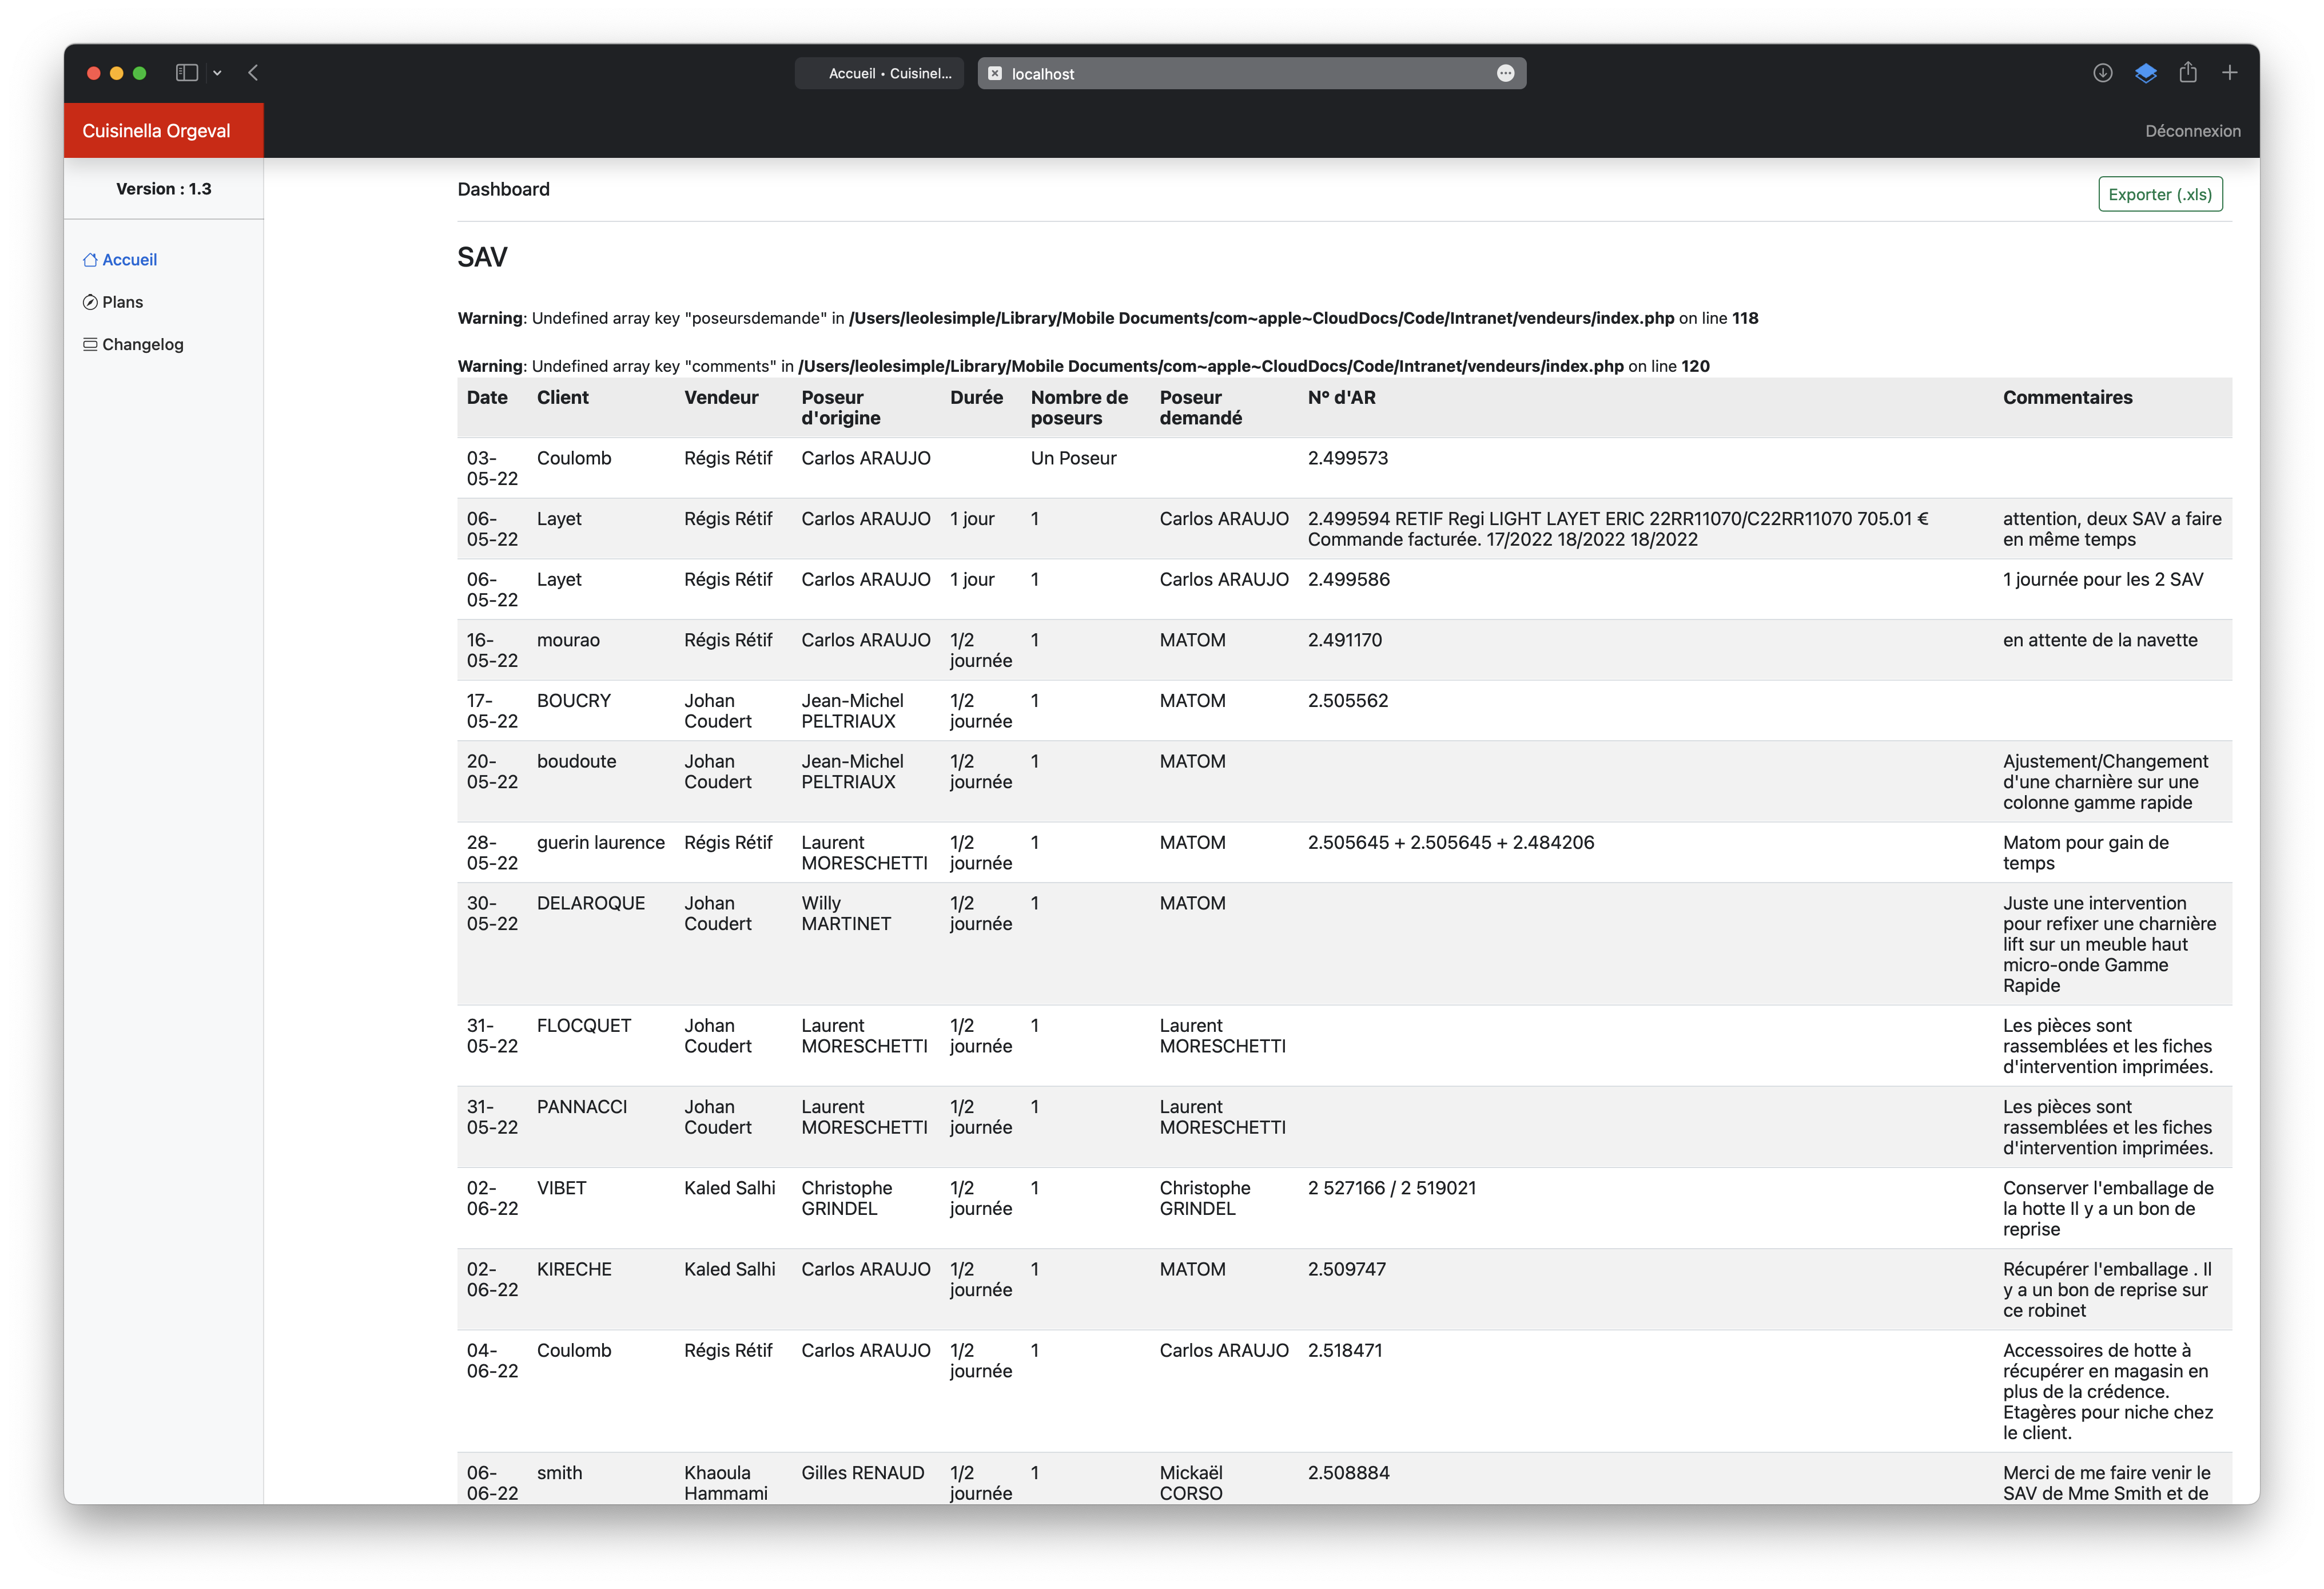 Accueil • Cuisinel...
localhost
Cuisinella Orgeval
Déconnexion
Version : 1.3
Accueil
Plans
Changelog
Dashboard
Exporter (.xls)
SAV
Warning: Undefined array key "poseursdemande" in /Users/leolesimple/Library/Mobile Documents/com~apple~CloudDocs/Code/Intranet/vendeurs/index.php on line 118
Warning: Undefined array key "comments" in /Users/leolesimple/Library/Mobile Documents/com~apple~CloudDocs/Code/Intranet/vendeurs/index.php on line 120
Date Client Vendeur Poseur Durée Nombre de Poseur N° d'AR Commentaires
d'origine poseurs demandé
03- Coulomb Régis Rétif Carlos ARAUJO Un Poseur 2.499573
05-22
06- Layet Régis Rétif Carlos ARAUJO 1 jour 1 Carlos ARAUJO 2.499594 RETIF Regi LIGHT LAYET ERIC 22RR11070/C22RR11070 705.01 € attention, deux SAV a faire
05-22 Commande facturée. 17/2022 18/2022 18/2022 en même temps
06- Layet Régis Rétif Carlos ARAUJO 1 jour 1 Carlos ARAUJO 2.499586 1 journée pour les 2 SAV
05-22
16- mourao Régis Rétif Carlos ARAUJO 1/2 1 MATOM 2.491170 en attente de la navette
05-22 journée
17- BOUCRY Johan Jean-Michel 1/2 1 MATOM 2.505562
05-22 Coudert PELTRIAUX journée
20- boudoute Johan Jean-Michel 1/2 1 MATOM Ajustement/Changement
05-22 Coudert PELTRIAUX journée d'une charnière sur une
colonne gamme rapide
28- guerin laurence Régis Rétif Laurent 1/2 1 MATOM 2.505645 + 2.505645 + 2.484206 Matom pour gain de
05-22 MORESCHETTI journée temps
30- DELAROQUE Johan Willy 1/2 1 MATOM Juste une intervention
05-22 Coudert MARTINET journée pour refixer une charnière
lift sur un meuble haut
micro-onde Gamme
Rapide
31- FLOCQUET Johan Laurent 1/2 1 Laurent Les pièces sont
05-22 Coudert MORESCHETTI journée MORESCHETTI rassemblées et les fiches
d'intervention imprimées.
31- PANNACCI Johan Laurent 1/2 1 Laurent Les pièces sont
05-22 Coudert MORESCHETTI journée MORESCHETTI rassemblées et les fiches
d'intervention imprimées.
02- VIBET Kaled Salhi Christophe 1/2 1 Christophe 2 527166 / 2 519021 Conserver l'emballage de
06-22 GRINDEL journée GRINDEL la hotte Il y a un bon de
reprise
02- KIRECHE Kaled Salhi Carlos ARAUJO 1/2 1 MATOM 2.509747 Récupérer l'emballage . Il
06-22 journée y a un bon de reprise sur
ce robinet
04- Coulomb Régis Rétif Carlos ARAUJO 1/2 1 Carlos ARAUJO 2.518471 Accessoires de hotte à
06-22 journée récupérer en magasin en
plus de la crédence.
Etagères pour niche chez
le client.
06- smith Khaoula Gilles RENAUD 1/2 1 Mickaël 2.508884 Merci de me faire venir le
06-22 Hammami journée CORSO SAV de Mme Smith et de